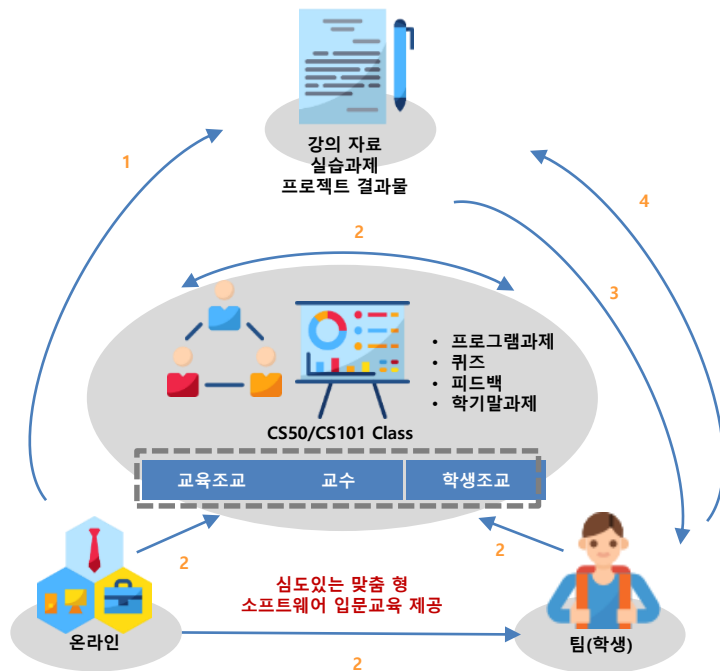 강의 자료
실습과제
프로젝트 결과물
1
4
2
3
• 프로그램과제
• 퀴즈
• 피드백
• 학기말과제
CS50/CS101 Class
교육조교 교수 학생조교
2
2
심도있는 맞춤 형
소프트웨어 입문교육 제공
온라인
팀(학생)
2